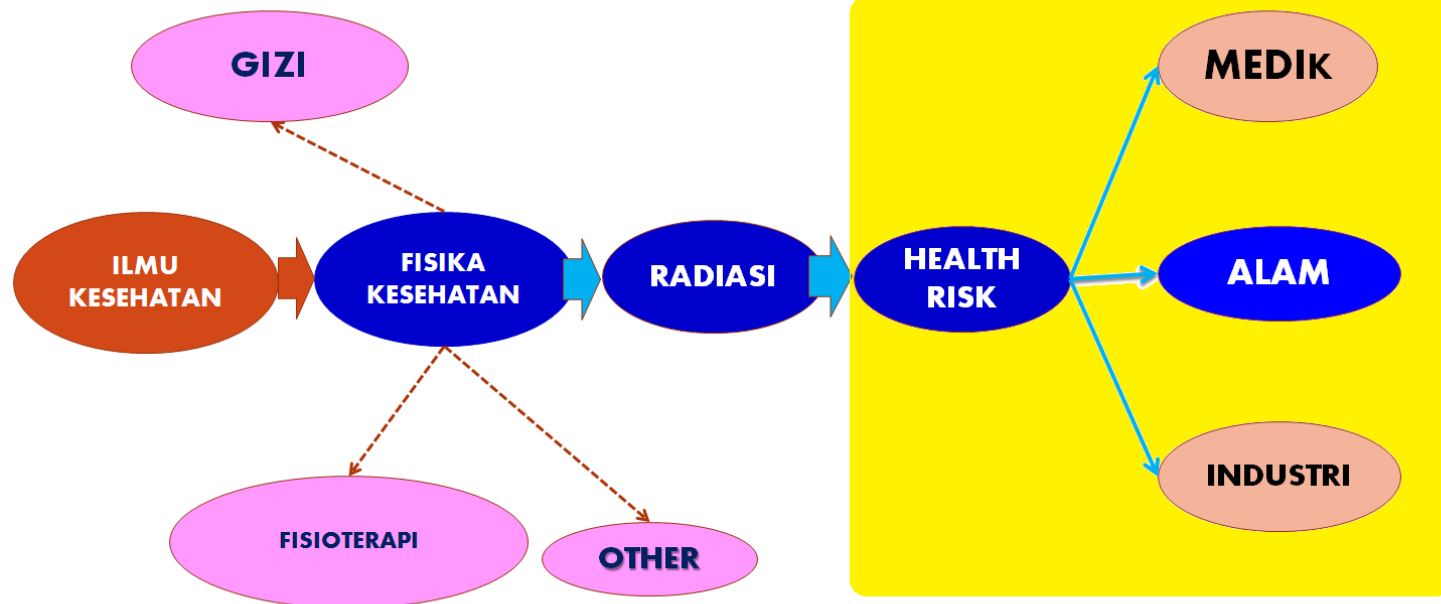 GIZI
MEDIK
ILMU
KESEHATAN
FISIKA
KESEHATAN
RADIASI
HEALTH
RISK
ALAM
INDUSTRI
FISIOTERAPI
OTHER